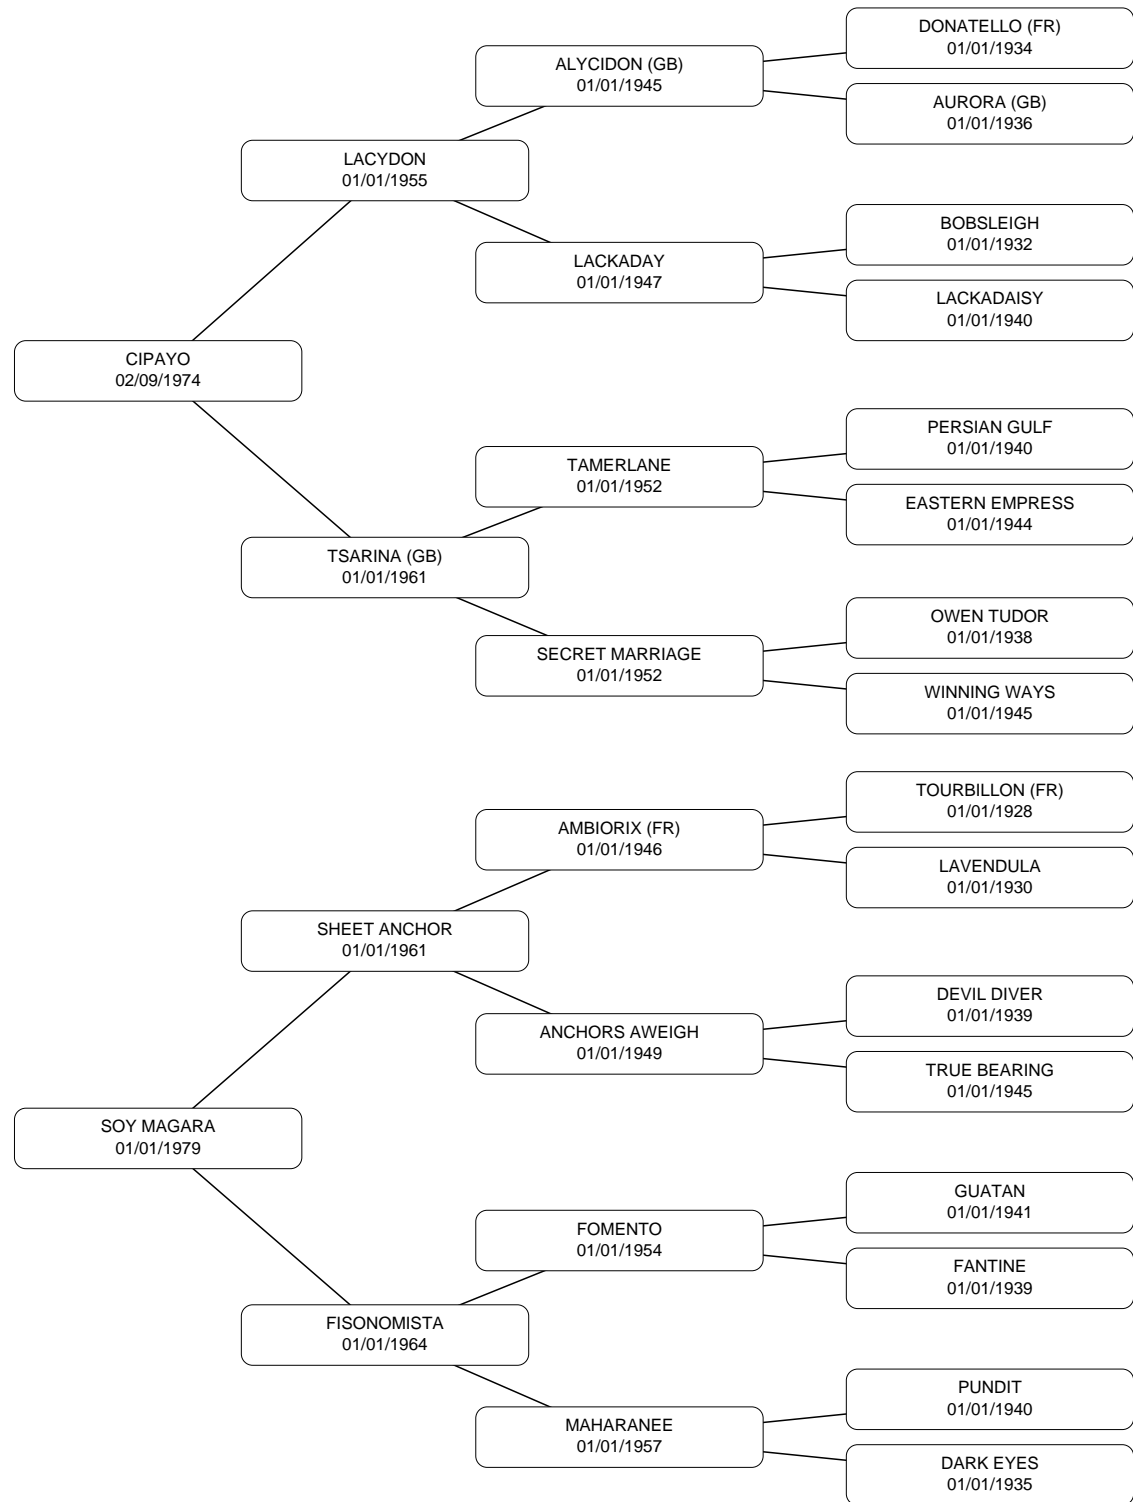 DONATELLO (FR)
01/01/1934
ALYCIDON (GB)
01/01/1945
AURORA (GB)
01/01/1936
LACYDON
01/01/1955
BOBSLEIGH
01/01/1932
LACKADAY
01/01/1947
LACKADAISY
01/01/1940
CIPAYO
02/09/1974
PERSIAN GULF
01/01/1940
TAMERLANE
01/01/1952
EASTERN EMPRESS
01/01/1944
TSARINA (GB)
01/01/1961
OWEN TUDOR
01/01/1938
SECRET MARRIAGE
01/01/1952
WINNING WAYS
01/01/1945
TOURBILLON (FR)
01/01/1928
AMBIORIX (FR)
01/01/1946
LAVENDULA
01/01/1930
SHEET ANCHOR
01/01/1961
DEVIL DIVER
01/01/1939
ANCHORS AWEIGH
01/01/1949
TRUE BEARING
01/01/1945
SOY MAGARA
01/01/1979
GUATAN
01/01/1941
FOMENTO
01/01/1954
FANTINE
01/01/1939
FISONOMISTA
01/01/1964
PUNDIT
01/01/1940
MAHARANEE
01/01/1957
DARK EYES
01/01/1935